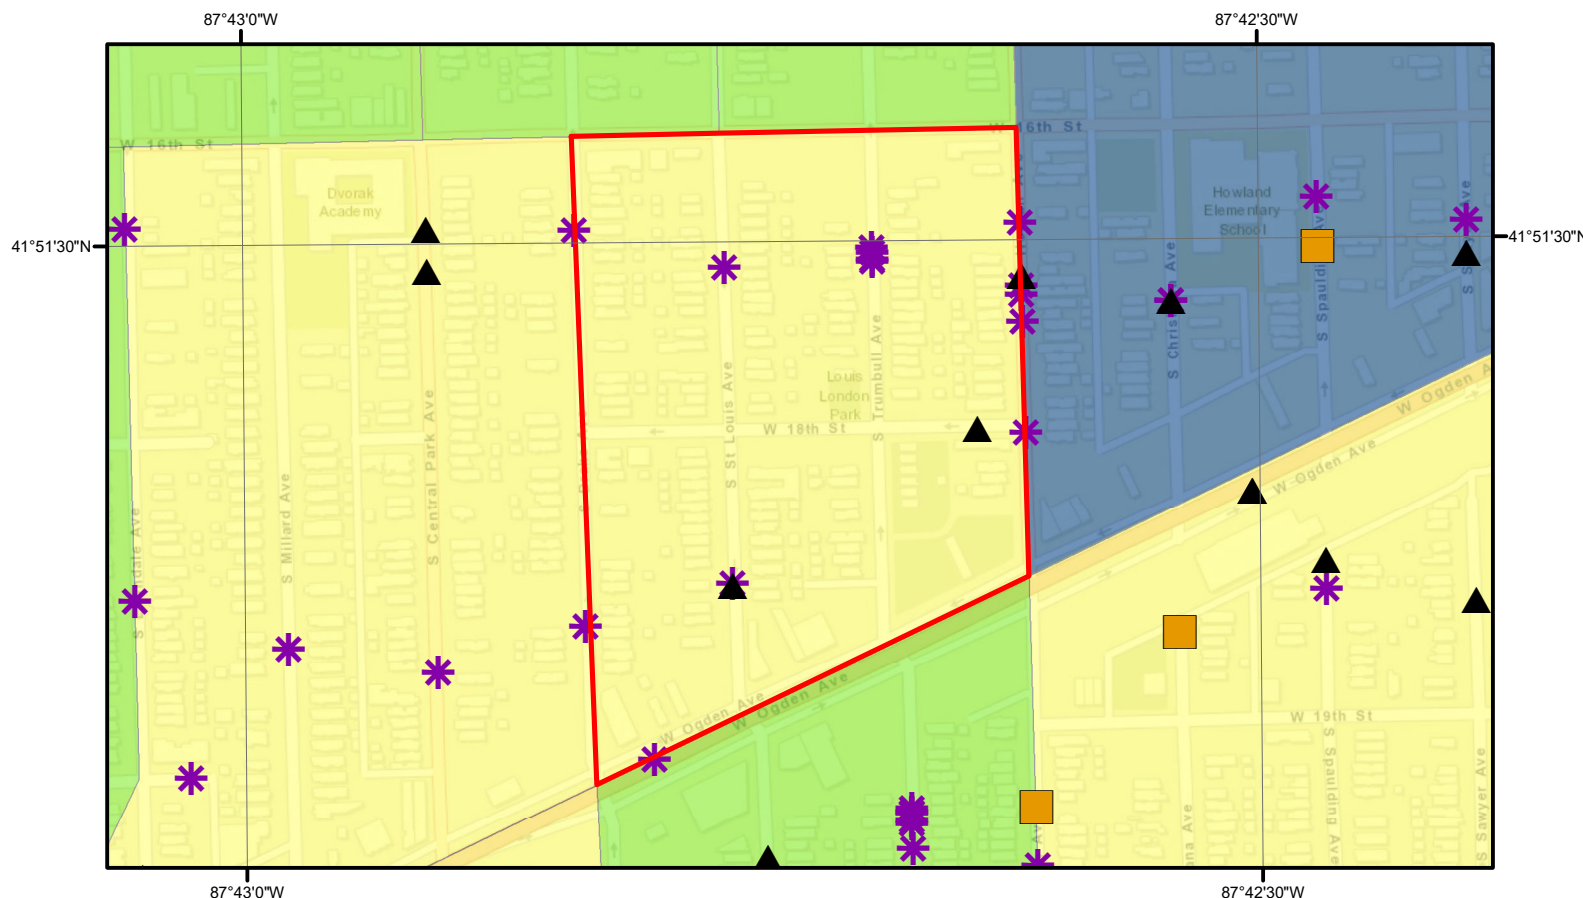 87°43'0"W
87°42'30"W
W 16th St
W 16th St
Dvorak
Academy
Howland
Elementary
School
41°51'30"N
41°51'30"N
S Spauldi
Ave
S Chris
Ave
Louis
London
Park
S Trumbull Ave
S St Louis Ave
W 18th St
S Central Park Ave
S Millard Ave
W Ogden A
W Ogden Ave
W Ogden Ave
W Ogden Ave
W 19th St
S Spaulding Ave
S Sawyer Ave
na Ave
87°43'0"W
87°42'30"W